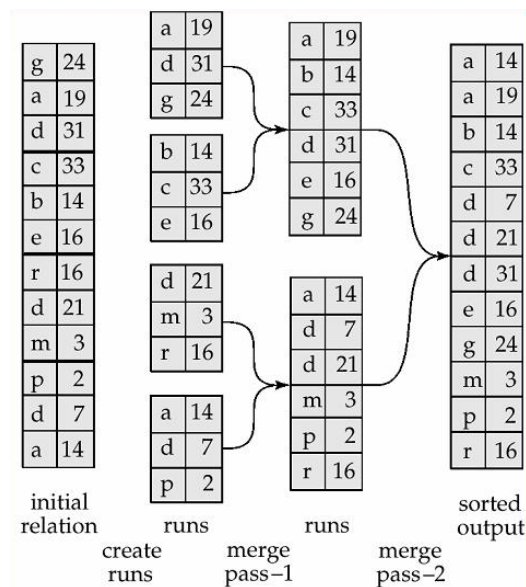 g 24
a 19
d 31
c 33
b 14
e 16
r 16
d 21
m 3
p 2
d 7
a 14
initial
relation
a 19
d 31
g 24
b 14
c 33
e 16
d 21
m 3
r 16
a 14
d 7
p 2
runs
create
runs
a 19
b 14
c 33
d 31
e 16
g 24
a 14
d 7
d 21
m 3
p 2
r 16
runs
merge
pass–1
a 14
a 19
b 14
c 33
d 7
d 21
d 31
e 16
g 24
m 3
p 2
r 16
sorted
output
merge
pass–2